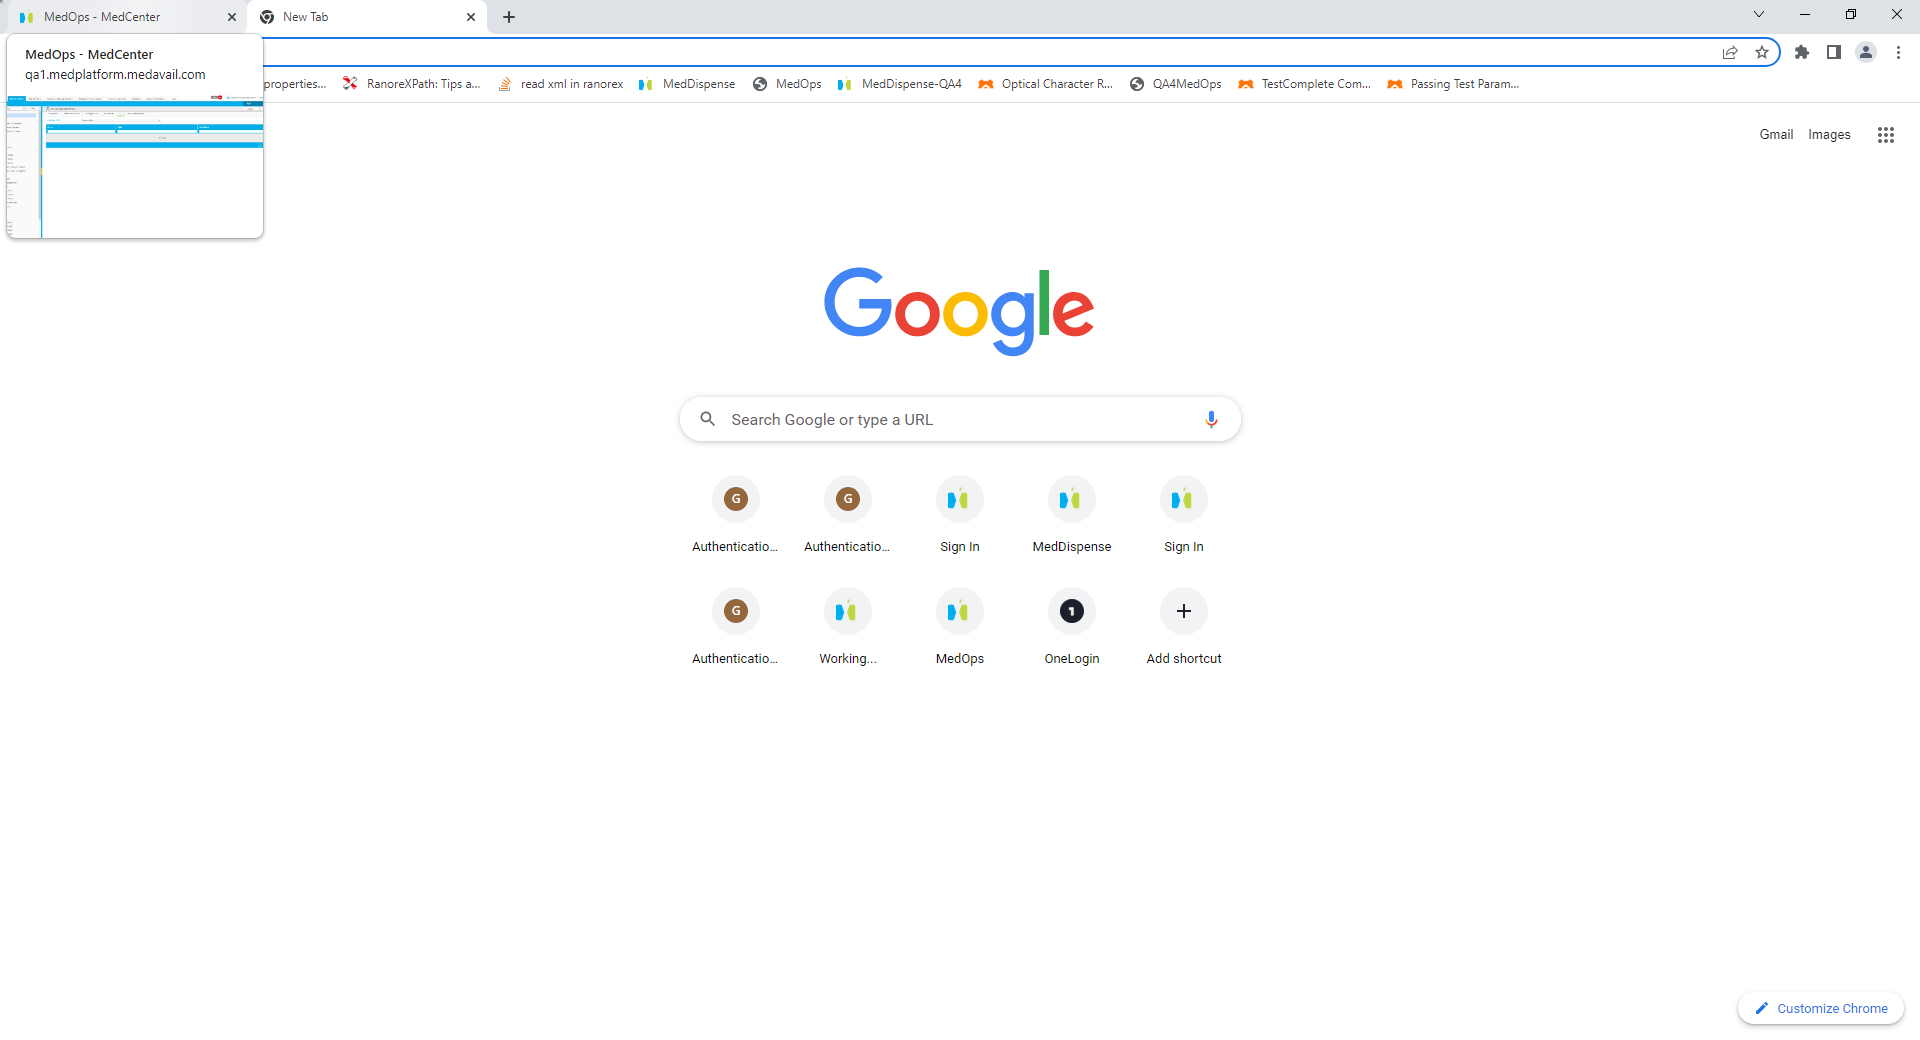 MedOps - MedCenter
New Tab
MedOps - MedCenter
qa1.medplatform.medavail.com
properties...
RanoreXPath: Tips a...
read xml in ranorex
MedDispense
MedOps
MedDispense-QA4
Optical Character R...
QA4MedOps
TestComplete Com...
Passing Test Param...
Gmail
Images
Google
Search Google or type a URL
G
G
Authenticatio...
Authenticatio...
Sign In
MedDispense
Sign In
G
1
Authenticatio...
Working...
MedOps
OneLogin
Add shortcut
Customize Chrome